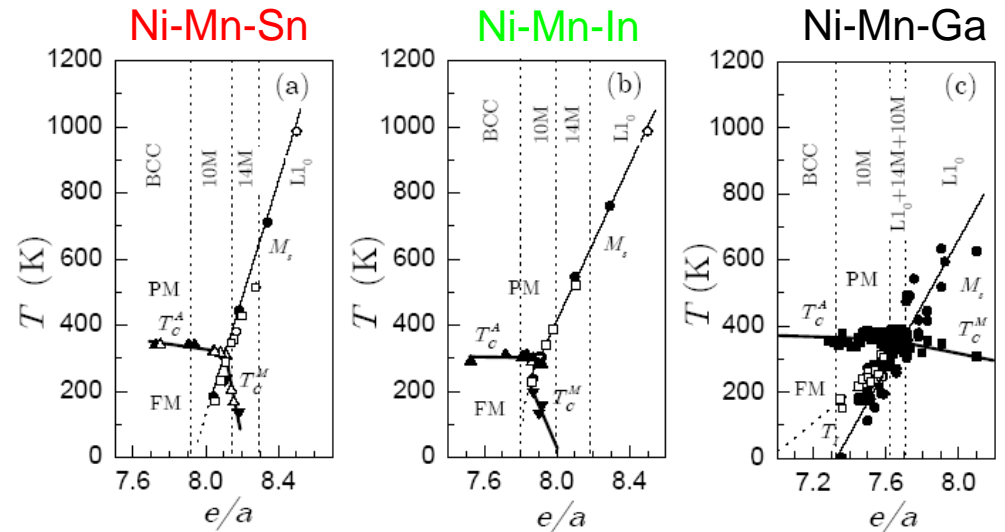 Ni-Mn-Sn
Ni-Mn-In
Ni-Mn-Ga
(a)
BCC
10M
14M
L1₀
PM
FM
T_C^A
T_C^M
M_s
T (K)
1200
1000
800
600
400
200
0
7.6
8.0
8.4
e/a
(b)
BCC
10M
14M
L1₀
PM
FM
T_C^A
T_C^M
M_s
T (K)
1200
1000
800
600
400
200
0
7.6
8.0
8.4
e/a
(c)
BCC
10M
L1₀+14M+10M
L1₀
PM
FM
T_C^A
T_C^M
M_s
T_I
T (K)
1200
1000
800
600
400
200
0
7.2
7.6
8.0
e/a